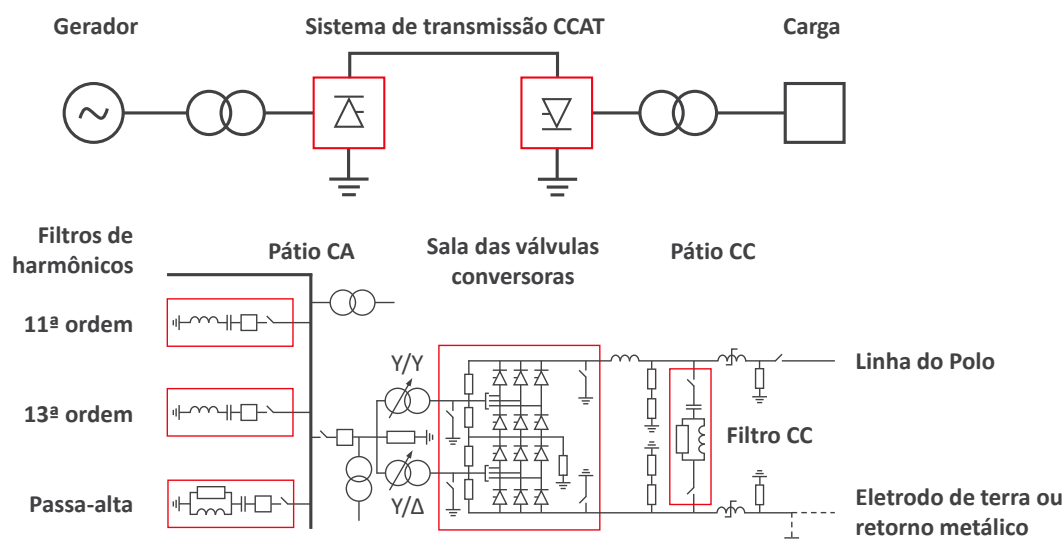 Gerador
Sistema de transmissão CCAT
Carga
Filtros de
harmônicos
Pátio CA
Sala das válvulas
conversoras
Pátio CC
11ª ordem
Y/Y
Linha do Polo
13ª ordem
Filtro CC
Passa-alta
Y/Δ
Eletrodo de terra ou
retorno metálico